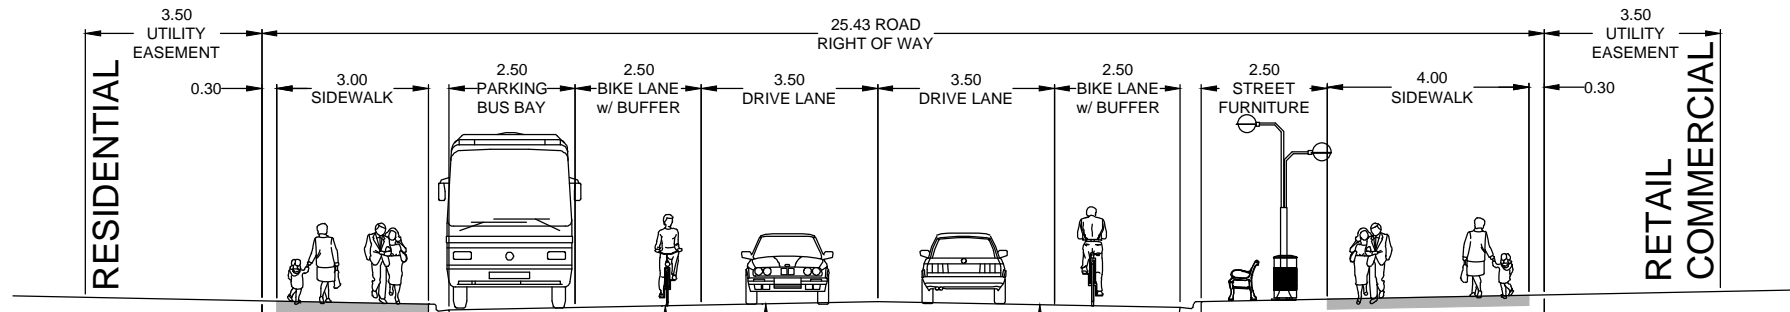 3.50
UTILITY
EASEMENT
25.43 ROAD
RIGHT OF WAY
3.50
UTILITY
EASEMENT
RESIDENTIAL
0.30
3.00
SIDEWALK
2.50
PARKING
BUS BAY
2.50
BIKE LANE
w/ BUFFER
3.50
DRIVE LANE
3.50
DRIVE LANE
2.50
BIKE LANE
w/ BUFFER
2.50
STREET
FURNITURE
4.00
SIDEWALK
0.30
RETAIL
COMMERCIAL